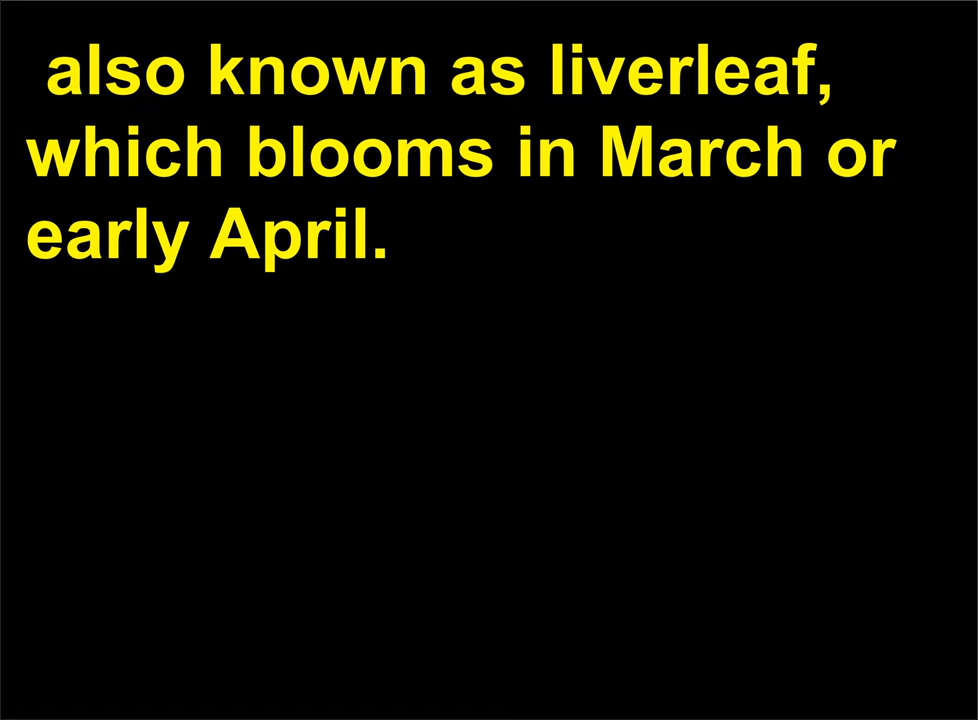 also known as liverleaf,
which blooms in March or
early April.